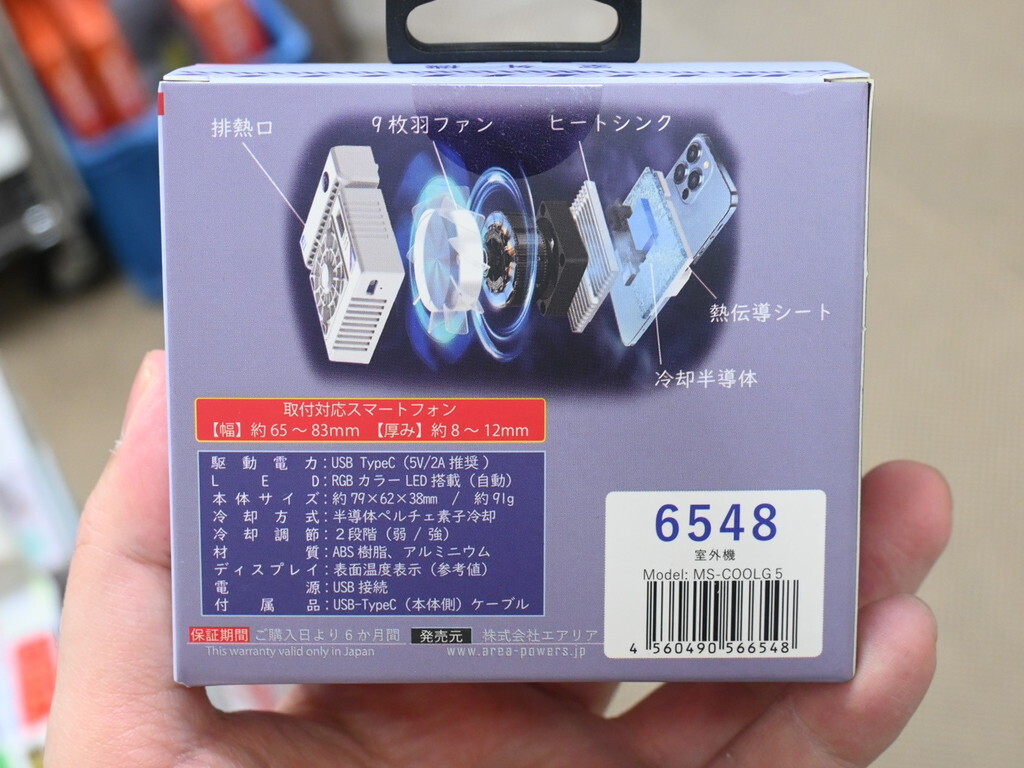 排熱口
9枚羽ファン
ヒートシンク
熱伝導シート
冷却半導体
取付対応スマートフォン
【幅】約65～83mm 【厚み】約8～12mm
駆動電力：USB TypeC（5V/2A推奨）
LED：RGBカラーLED搭載（自動）
本体サイズ：約79×62×38mm / 約91g
冷却方式：半導体ペルチェ素子冷却
冷却調節：2段階（弱 / 強）
材質：ABS樹脂、アルミニウム
ディスプレイ：表面温度表示（参考値）
電源：USB接続
付属品：USB-TypeC（本体側）ケーブル
保証期間 ご購入日より6か月間 発売元 株式会社エアリア
This warranty valid only in Japan
www.area-powers.jp
6548
室外機
Model: MS-COOLG5
4 560490 566548